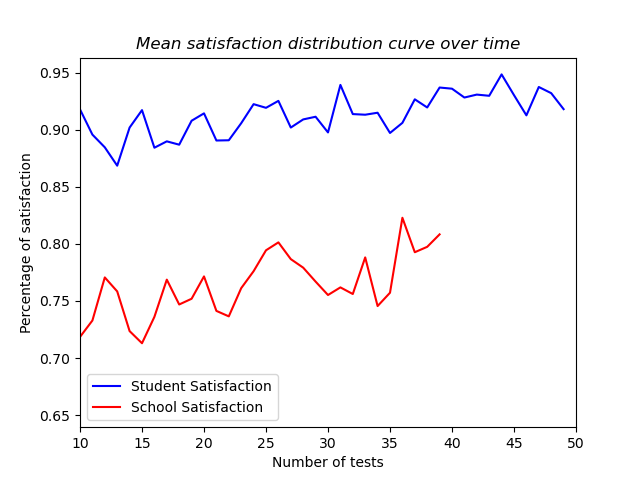 Mean satisfaction distribution curve over time
Percentage of satisfaction
0.95
0.90
0.85
0.80
0.75
0.70
0.65
Student Satisfaction
School Satisfaction
10 15 20 25 30 35 40 45 50
Number of tests